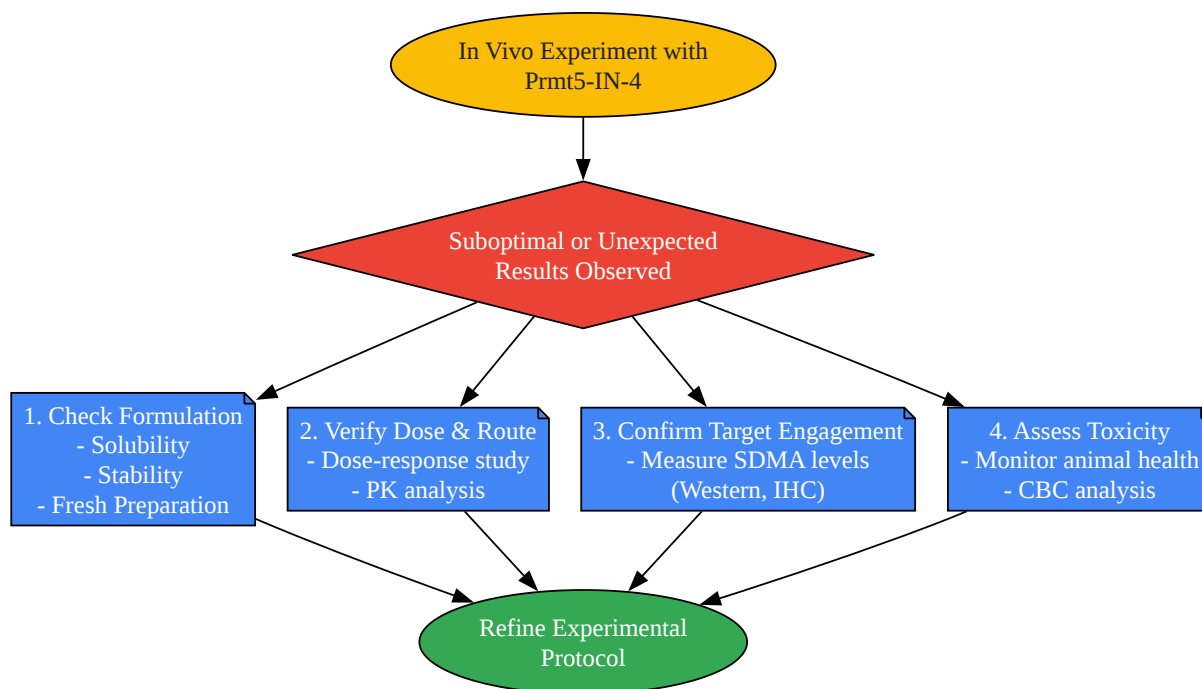 In Vivo Experiment with
Prmt5-IN-4
Suboptimal or Unexpected
Results Observed
1. Check Formulation
- Solubility
- Stability
- Fresh Preparation
2. Verify Dose & Route
- Dose-response study
- PK analysis
3. Confirm Target Engagement
- Measure SDMA levels
(Western, IHC)
4. Assess Toxicity
- Monitor animal health
- CBC analysis
Refine Experimental
Protocol